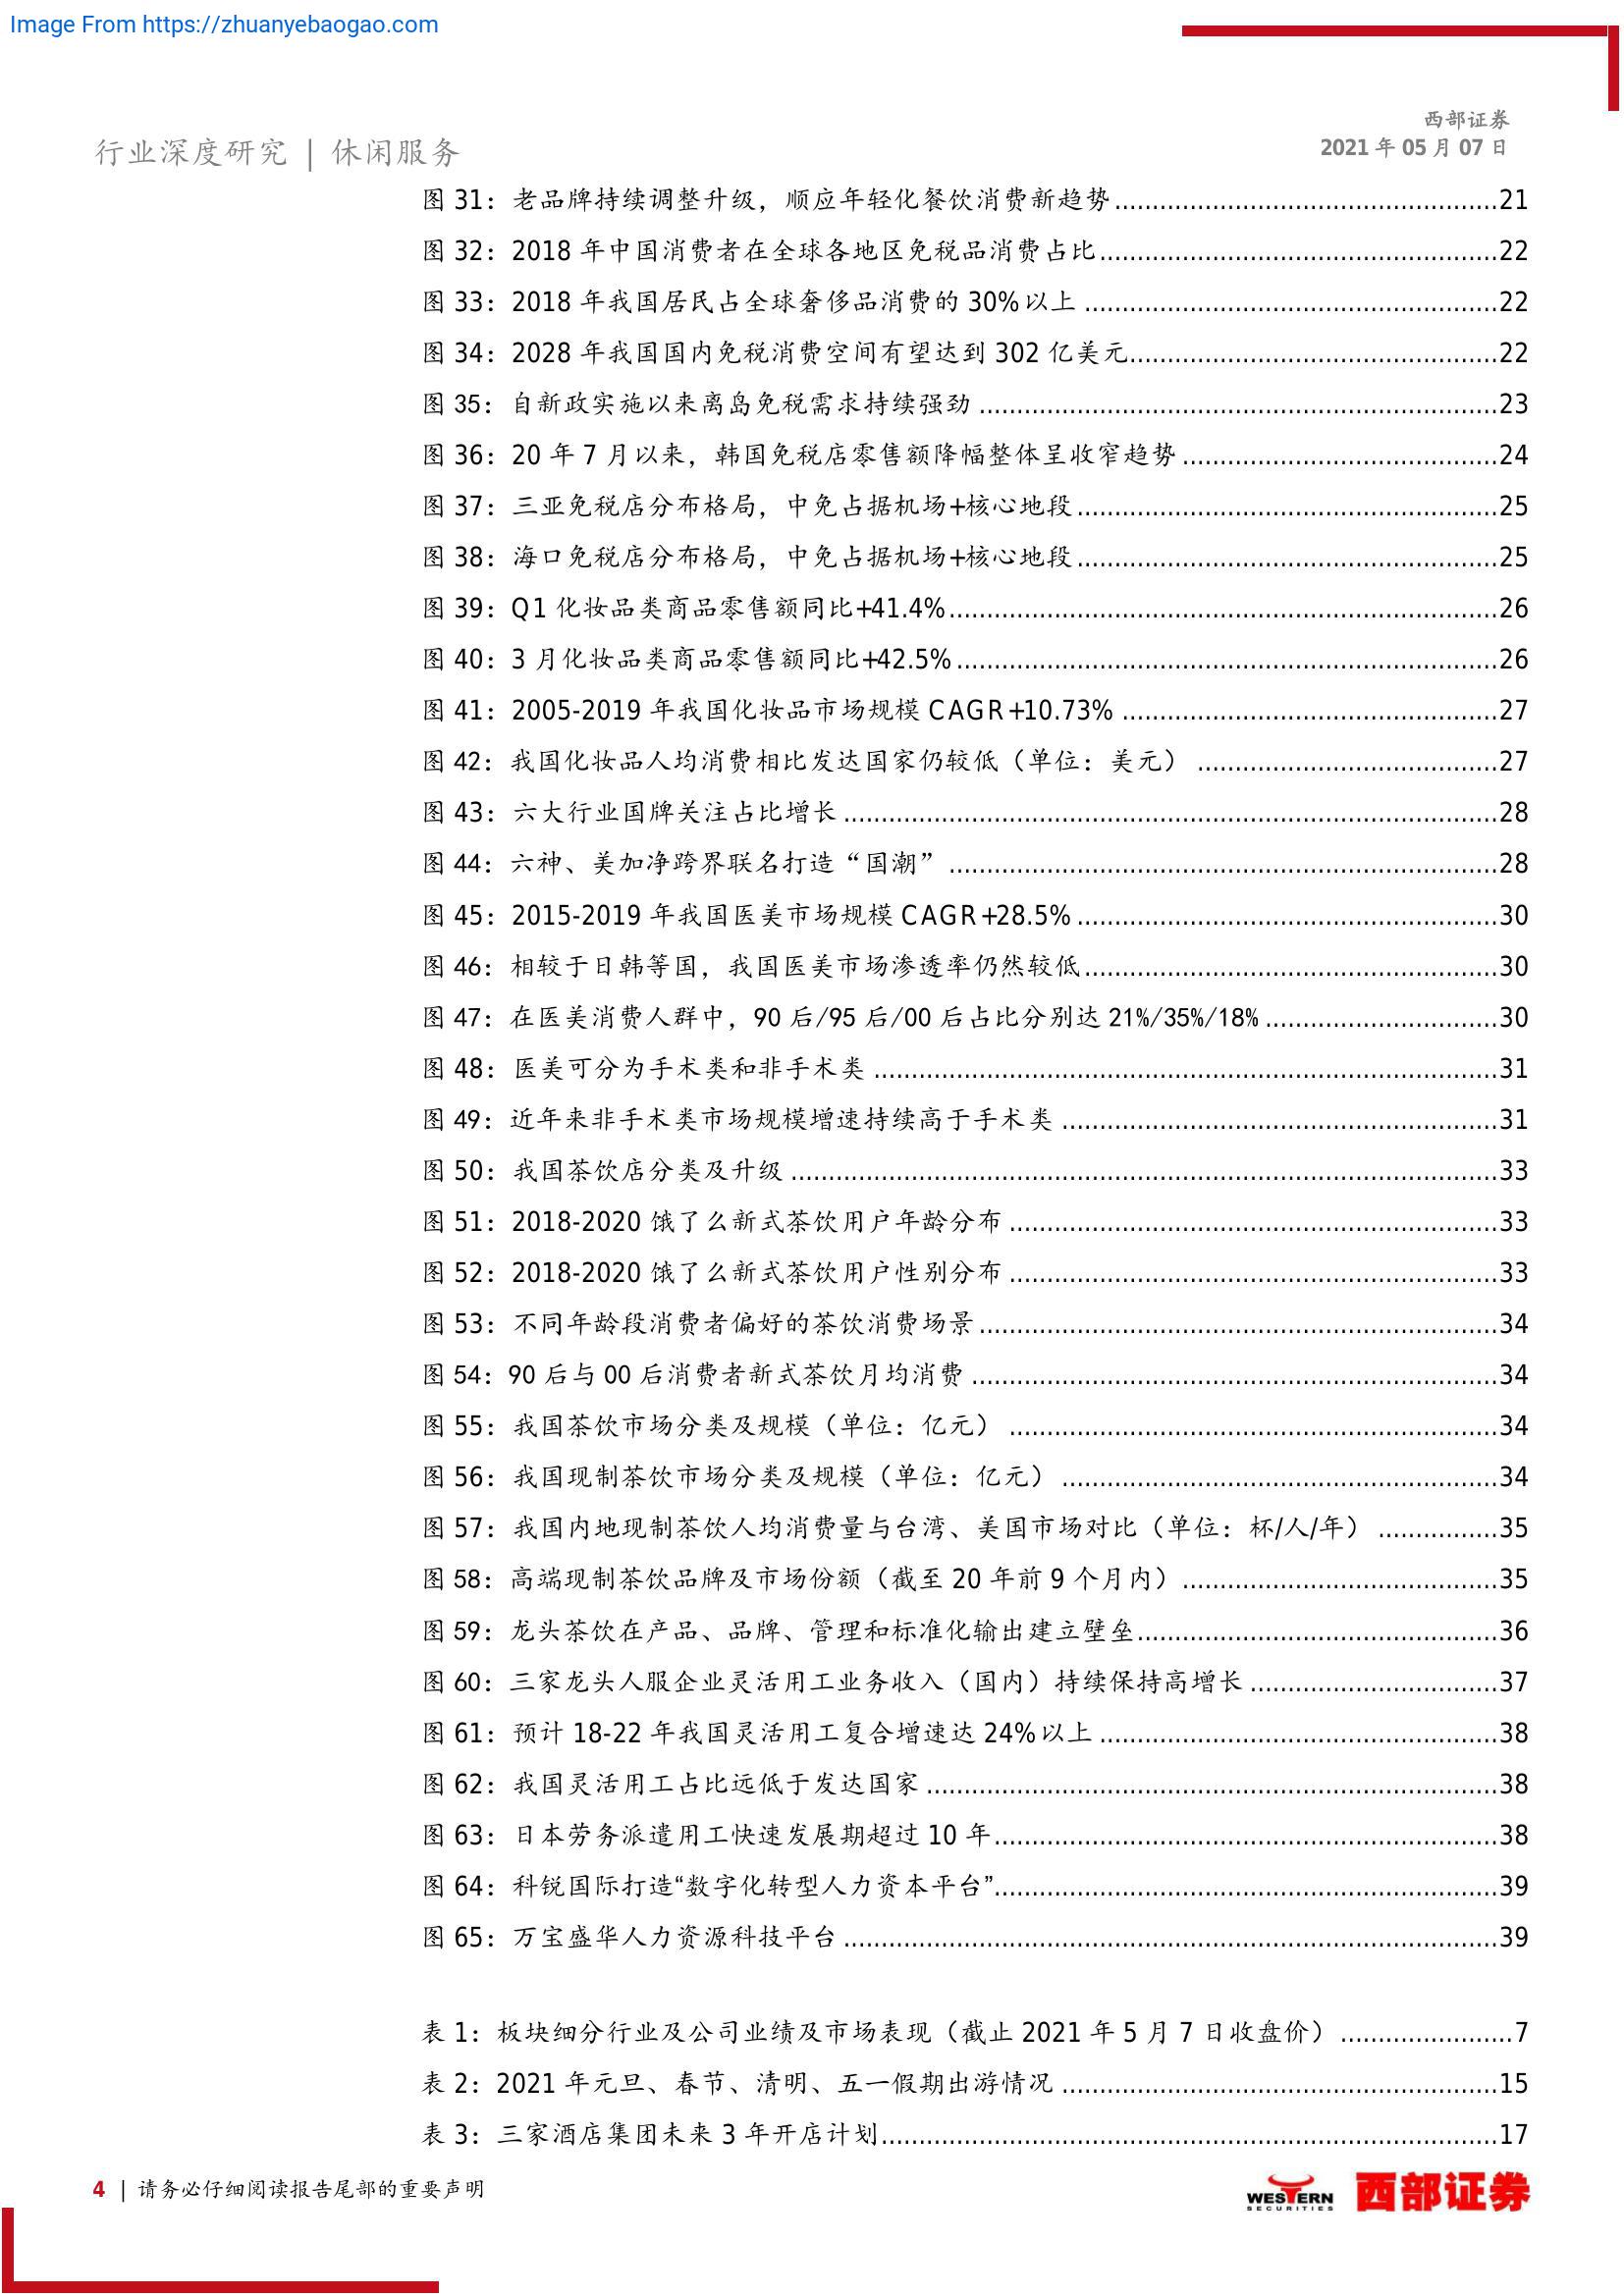 Image From https://zhuanyebaogao.com
西部证券
行业深度研究 | 休闲服务
2021 年 05 月 07 日
图 31：老品牌持续调整升级，顺应年轻化餐饮消费新趋势................................................21
图 32：2018 年中国消费者在全球各地区免税品消费占比................................................22
图 33：2018 年我国居民占全球奢侈品消费的 30%以上 ................................................22
图 34：2028 年我国国内免税消费空间有望达到 302 亿美元................................................22
图 35：自新政实施以来离岛免税需求持续强劲 ................................................23
图 36：20 年 7 月以来，韩国免税店零售额降幅整体呈收窄趋势................................................24
图 37：三亚免税店分布格局，中免占据机场+核心地段................................................25
图 38：海口免税店分布格局，中免占据机场+核心地段................................................25
图 39：Q1 化妆品类商品零售额同比+41.4%................................................26
图 40：3 月化妆品类商品零售额同比+42.5%................................................26
图 41：2005-2019 年我国化妆品市场规模 CAGR+10.73% ................................................27
图 42：我国化妆品人均消费相比发达国家仍较低（单位：美元） ................................................27
图 43：六大行业国牌关注占比增长 ................................................28
图 44：六神、美加净跨界联名打造“国潮” ................................................28
图 45：2015-2019 年我国医美市场规模 CAGR+28.5%................................................30
图 46：相较于日韩等国，我国医美市场渗透率仍然较低................................................30
图 47：在医美消费人群中，90 后/95 后/00 后占比分别达 21%/35%/18%................................................30
图 48：医美可分为手术类和非手术类 ................................................31
图 49：近年来非手术类市场规模增速持续高于手术类 ................................................31
图 50：我国茶饮店分类及升级 ................................................33
图 51：2018-2020 饿了么新式茶饮用户年龄分布 ................................................33
图 52：2018-2020 饿了么新式茶饮用户性别分布 ................................................33
图 53：不同年龄段消费者偏好的茶饮消费场景................................................34
图 54：90 后与 00 后消费者新式茶饮月均消费 ................................................34
图 55：我国茶饮市场分类及规模（单位：亿元） ................................................34
图 56：我国现制茶饮市场分类及规模（单位：亿元） ................................................34
图 57：我国内地现制茶饮人均消费量与台湾、美国市场对比（单位：杯/人/年） ................35
图 58：高端现制茶饮品牌及市场份额（截至 20 年前 9 个月内）................................................35
图 59：龙头茶饮在产品、品牌、管理和标准化输出建立壁垒................................................36
图 60：三家龙头人服企业灵活用工业务收入（国内）持续保持高增长 ................................................37
图 61：预计 18-22 年我国灵活用工复合增速达 24%以上 ................................................38
图 62：我国灵活用工占比远低于发达国家 ................................................38
图 63：日本劳务派遣用工快速发展期超过 10 年................................................38
图 64：科锐国际打造“数字化转型人力资本平台”................................................39
图 65：万宝盛华人力资源科技平台 ................................................39
表 1：板块细分行业及公司业绩及市场表现（截止 2021 年 5 月 7 日收盘价） .......................7
表 2：2021 年元旦、春节、清明、五一假期出游情况 ................................................15
表 3：三家酒店集团未来 3 年开店计划................................................17
4 | 请务必仔细阅读报告尾部的重要声明
WESTERN
SECURITIES
西部证券